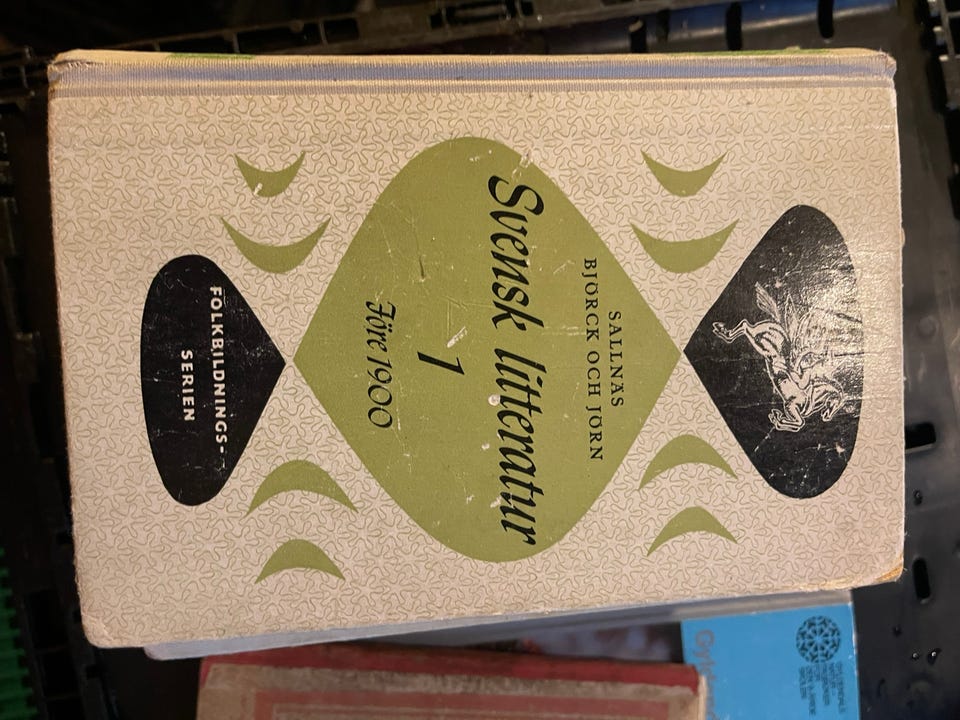 SALLNÄS
BJÖRCK OCH JÖRN
Svensk litteratur
1
Före 1900
FOLKBILDNINGS-
SERIEN